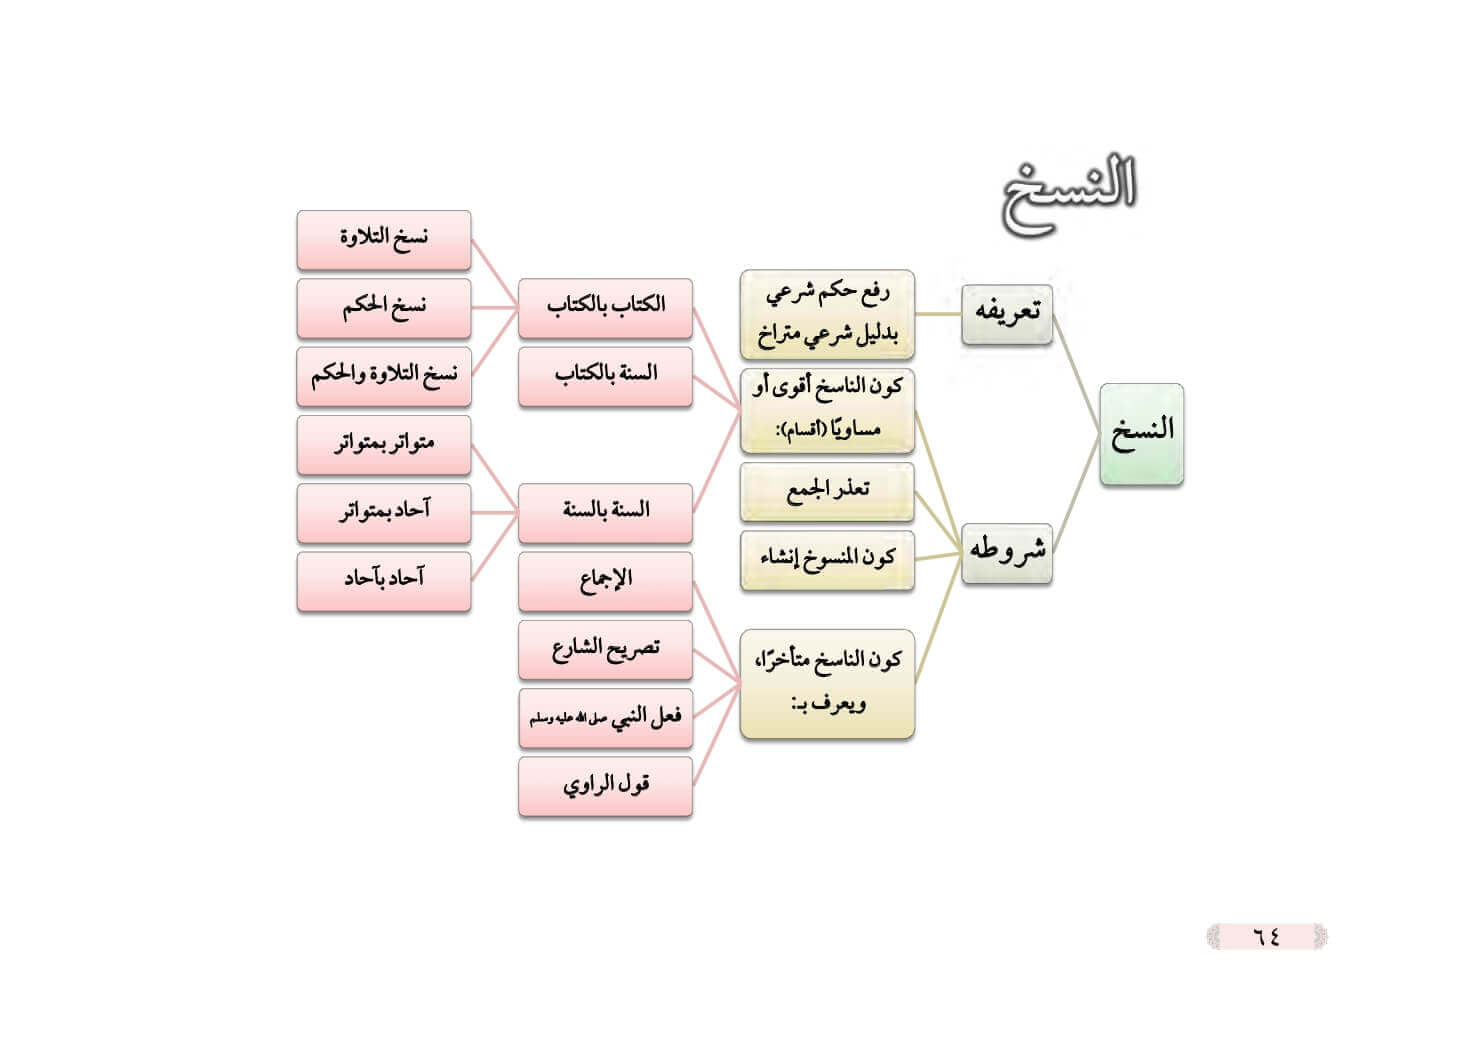 النسخ
النسخ
تعريفه
رفع حكم شرعي
بدليل شرعي متراخ
شروطه
كون الناسخ أقوى أو
مساويًا (أقسام):
الكتاب بالكتاب
نسخ التلاوة
نسخ الحكم
نسخ التلاوة والحكم
السنة بالكتاب
السنة بالسنة
متواتر بمتواتر
آحاد بمتواتر
آحاد بآحاد
تعذر الجمع
كون المنسوخ إنشاء
كون الناسخ متأخرًا،
ويعرف بـ:
الإجماع
تصريح الشارع
فعل النبي صلى الله عليه وسلم
قول الراوي
٦٤